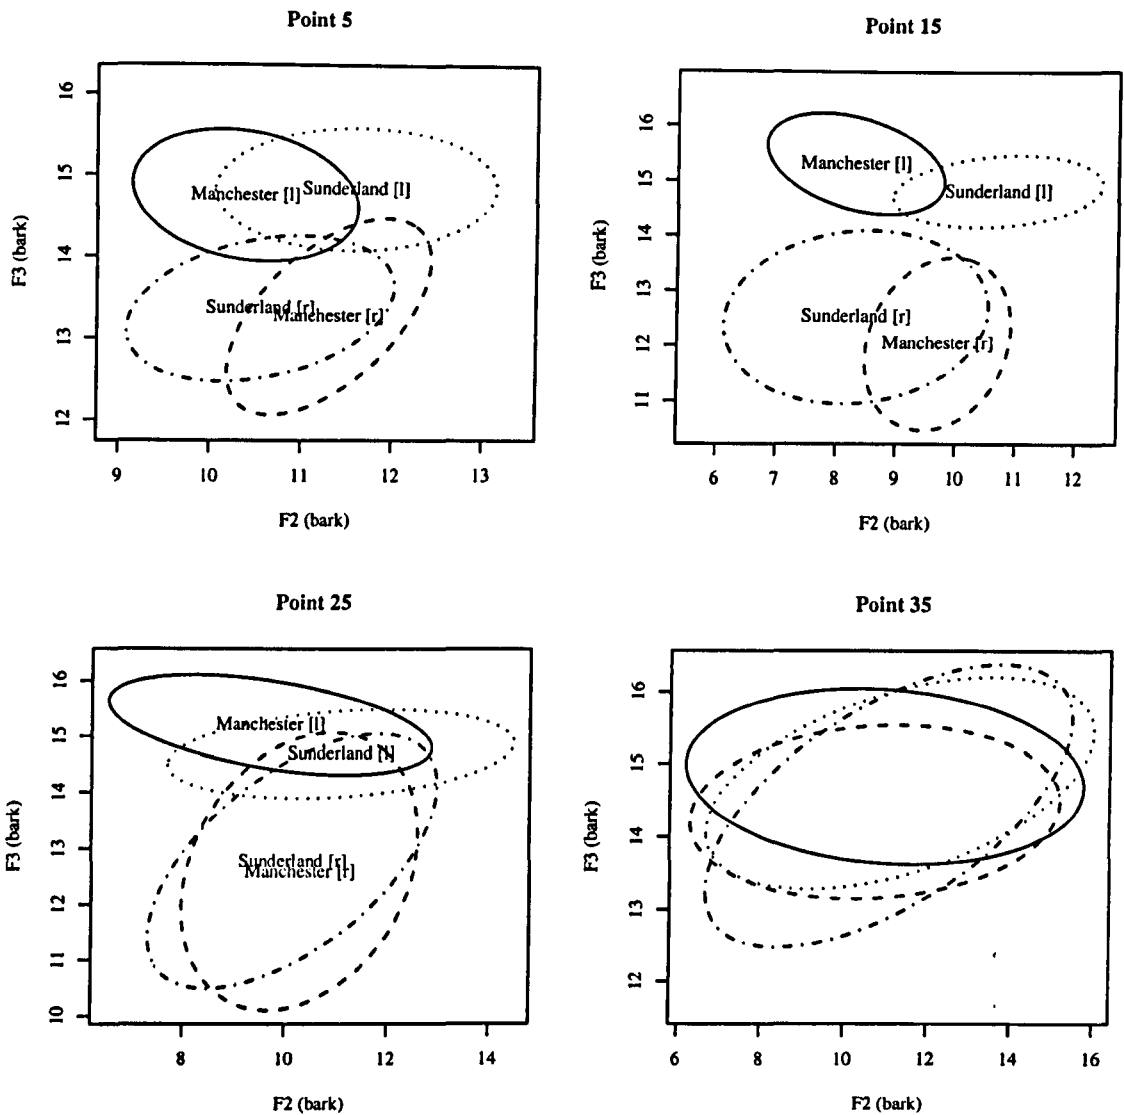 Point 5
16
15
14
13
12
F3 (bark)
Manchester [l]
Sunderland [l]
Sunderland [r]
Manchester [r]
9 10 11 12 13
F2 (bark)
Point 15
16
15
14
13
12
11
F3 (bark)
Manchester [l]
Sunderland [l]
Sunderland [r]
Manchester [r]
6 7 8 9 10 11 12
F2 (bark)
Point 25
16
15
14
13
12
11
10
F3 (bark)
Manchester [l]
Sunderland [l]
Sunderland [r]
Manchester [r]
8 10 12 14
F2 (bark)
Point 35
16
15
14
13
12
F3 (bark)
6 8 10 12 14 16
F2 (bark)